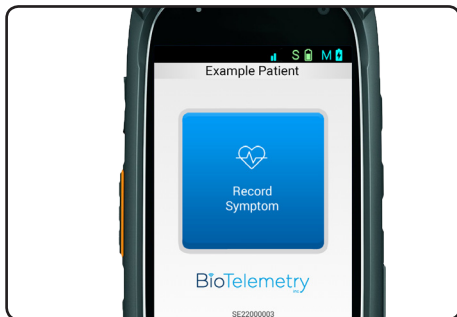 S M
Example Patient
Record
Symptom
BioTelemetry
SE22000003